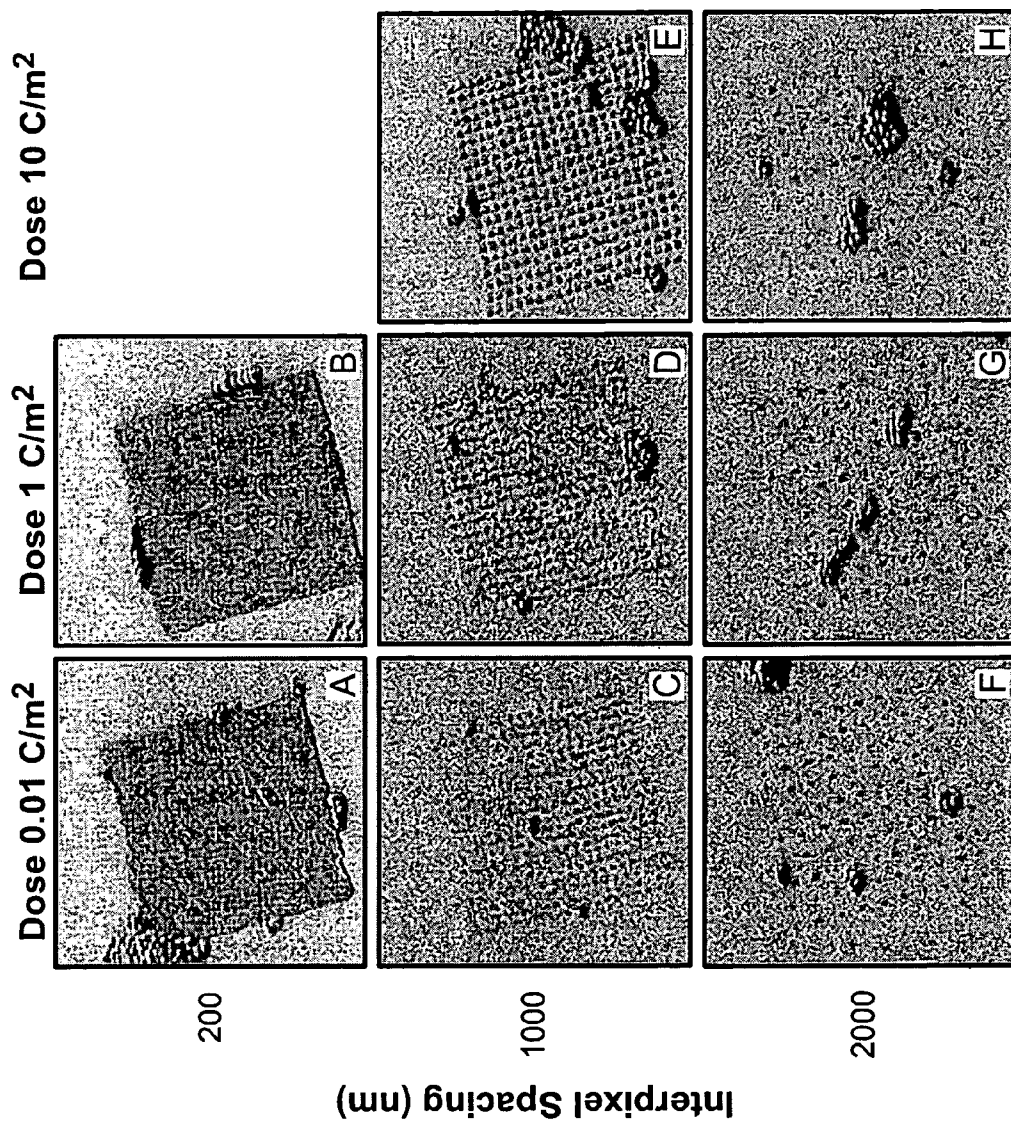 Dose 0.01 C/m² Dose 1 C/m² Dose 10 C/m²
200
A
B
1000
C
D
E
2000
F
G
H
Interpixel Spacing (nm)